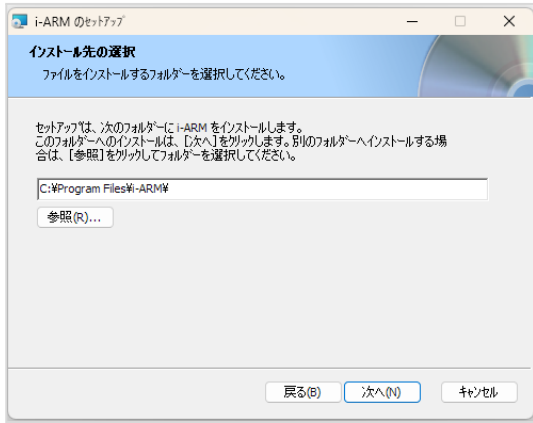 i-ARM のｾｯﾄｱｯﾌﾟ
ｲﾝｽﾄｰﾙ先の選択
ﾌｧｲﾙをｲﾝｽﾄｰﾙするﾌｫﾙﾀﾞｰを選択してください。
ｾｯﾄｱｯﾌﾟは、次のﾌｫﾙﾀﾞｰに i-ARM をｲﾝｽﾄｰﾙします。
このﾌｫﾙﾀﾞｰへのｲﾝｽﾄｰﾙは、［次へ］をｸﾘｯｸします。別のﾌｫﾙﾀﾞｰへｲﾝｽﾄｰﾙする場
合は、［参照］をｸﾘｯｸしてﾌｫﾙﾀﾞｰを選択してください。
C:¥Program Files¥i-ARM¥
参照(R)...
戻る(B) 次へ(N) ｷｬﾝｾﾙ